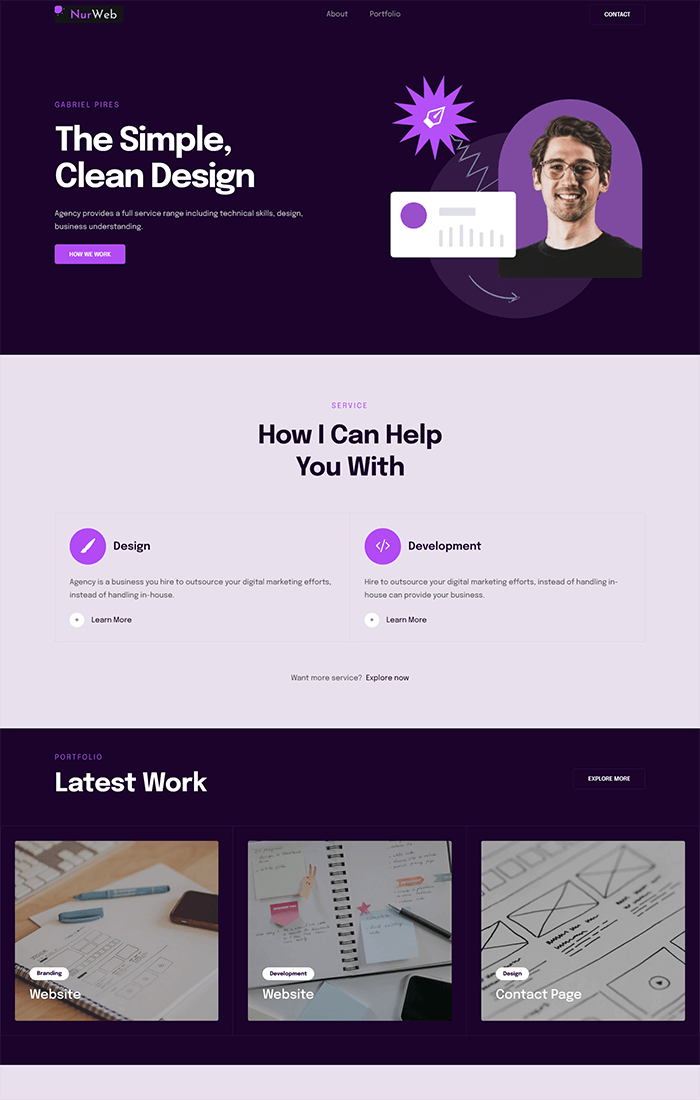 NurWeb
About
Portfolio
CONTACT
GABRIEL PIRES
The Simple,
Clean Design
Agency provides a full service range including technical skills, design,
business understanding.
HOW WE WORK
SERVICE
How I Can Help
You With
Design
Agency is a business you hire to outsource your digital marketing efforts,
instead of handling in-house.
+ Learn More
Development
Hire to outsource your digital marketing efforts, instead of handling in-
house can provide your business.
+ Learn More
Want more service? Explore now
PORTFOLIO
Latest Work
EXPLORE MORE
Branding
Website
Development
Website
Design
Contact Page